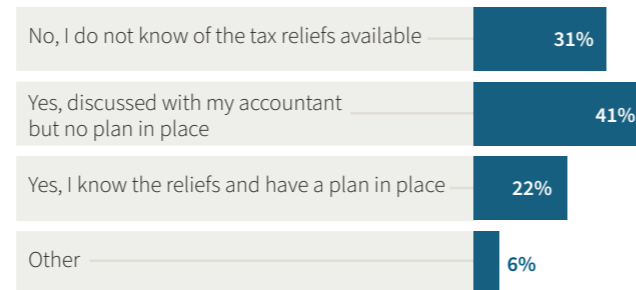 No, I do not know of the tax reliefs available
31%
Yes, discussed with my accountant
but no plan in place
41%
Yes, I know the reliefs and have a plan in place
22%
Other
6%